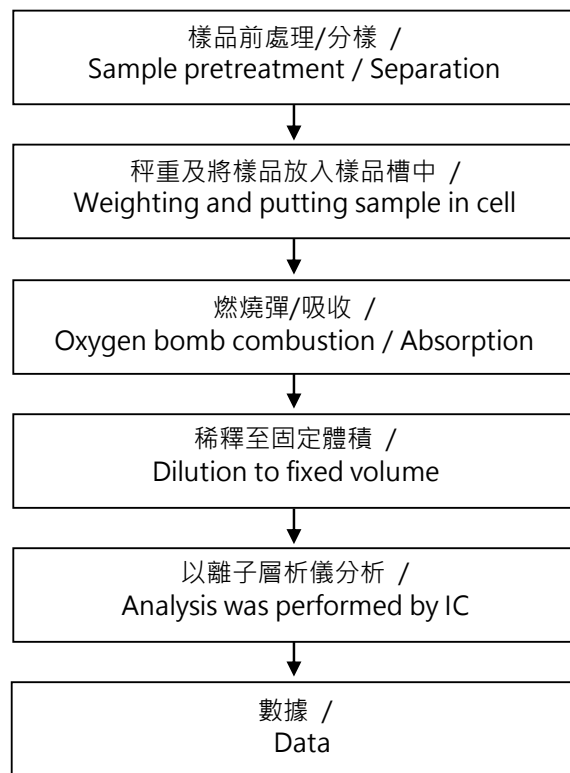 樣品前處理/分樣 /
Sample pretreatment / Separation
秤重及將樣品放入樣品槽中 /
Weighting and putting sample in cell
燃燒彈/吸收 /
Oxygen bomb combustion / Absorption
稀釋至固定體積 /
Dilution to fixed volume
以離子層析儀分析 /
Analysis was performed by IC
數據 /
Data